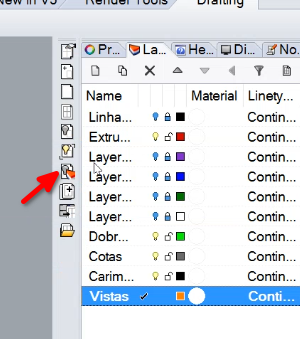 New in V5 Render Tools Drafting
Pr... La... He... Di... No...
Name Material Linety...
Linha... Contin...
Extru... Contin...
Layer... Contin...
Layer... Contin...
Layer... Contin...
Layer... Contin...
Dobr... Contin...
Cotas Contin...
Carim... Contin...
Vistas Conti...